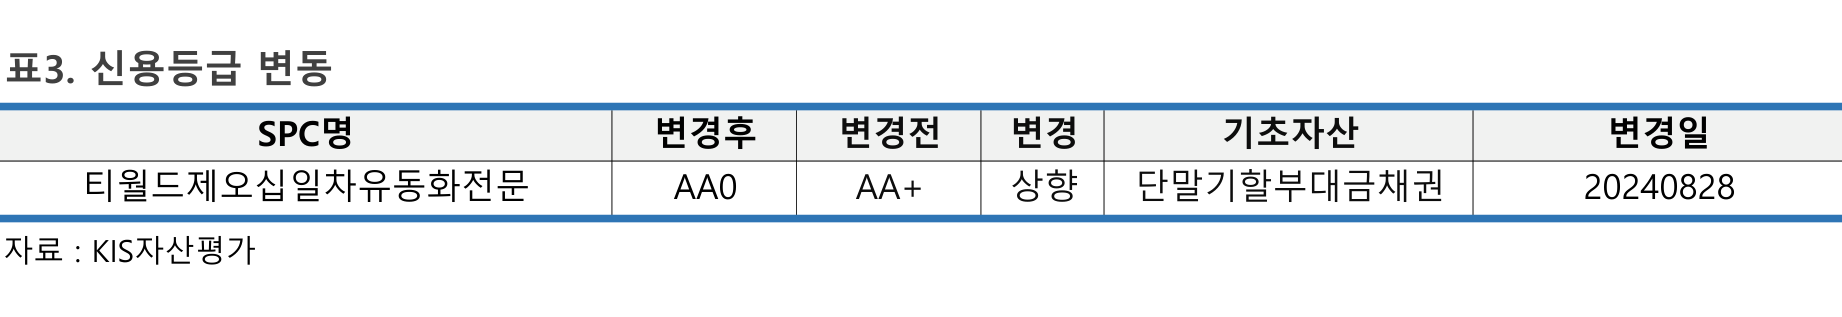 표3. 신용등급 변동
SPC명 변경후 변경전 변경 기초자산 변경일
티월드제오십일차유동화전문 AA0 AA+ 상향 단말기할부대금채권 20240828
자료 : KIS자산평가